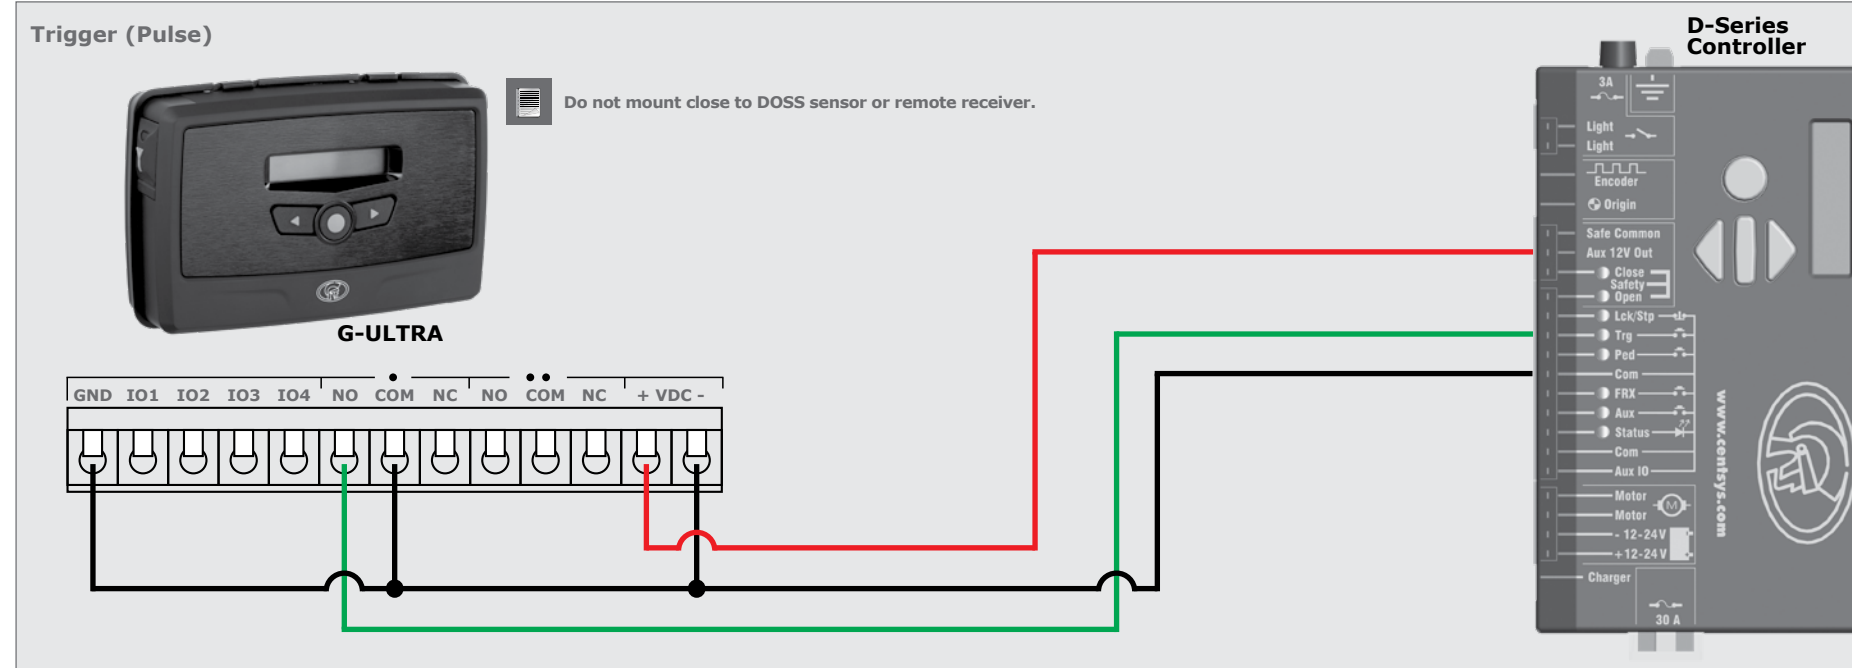 Trigger (Pulse)
D-Series
Controller
Do not mount close to DOSS sensor or remote receiver.
G-ULTRA
GND IO1 IO2 IO3 IO4 NO COM NC NO COM NC + VDC -
3A
Light
Light
Encoder
Origin
Safe Common
Aux 12V Out
Close
Safety
Open
Lck/Stp
Trg
Ped
Com
FRX
Aux
Status
Com
Aux IO
Motor
M
Motor
- 12-24V
+12-24V
Charger
30 A
www.centsys.com